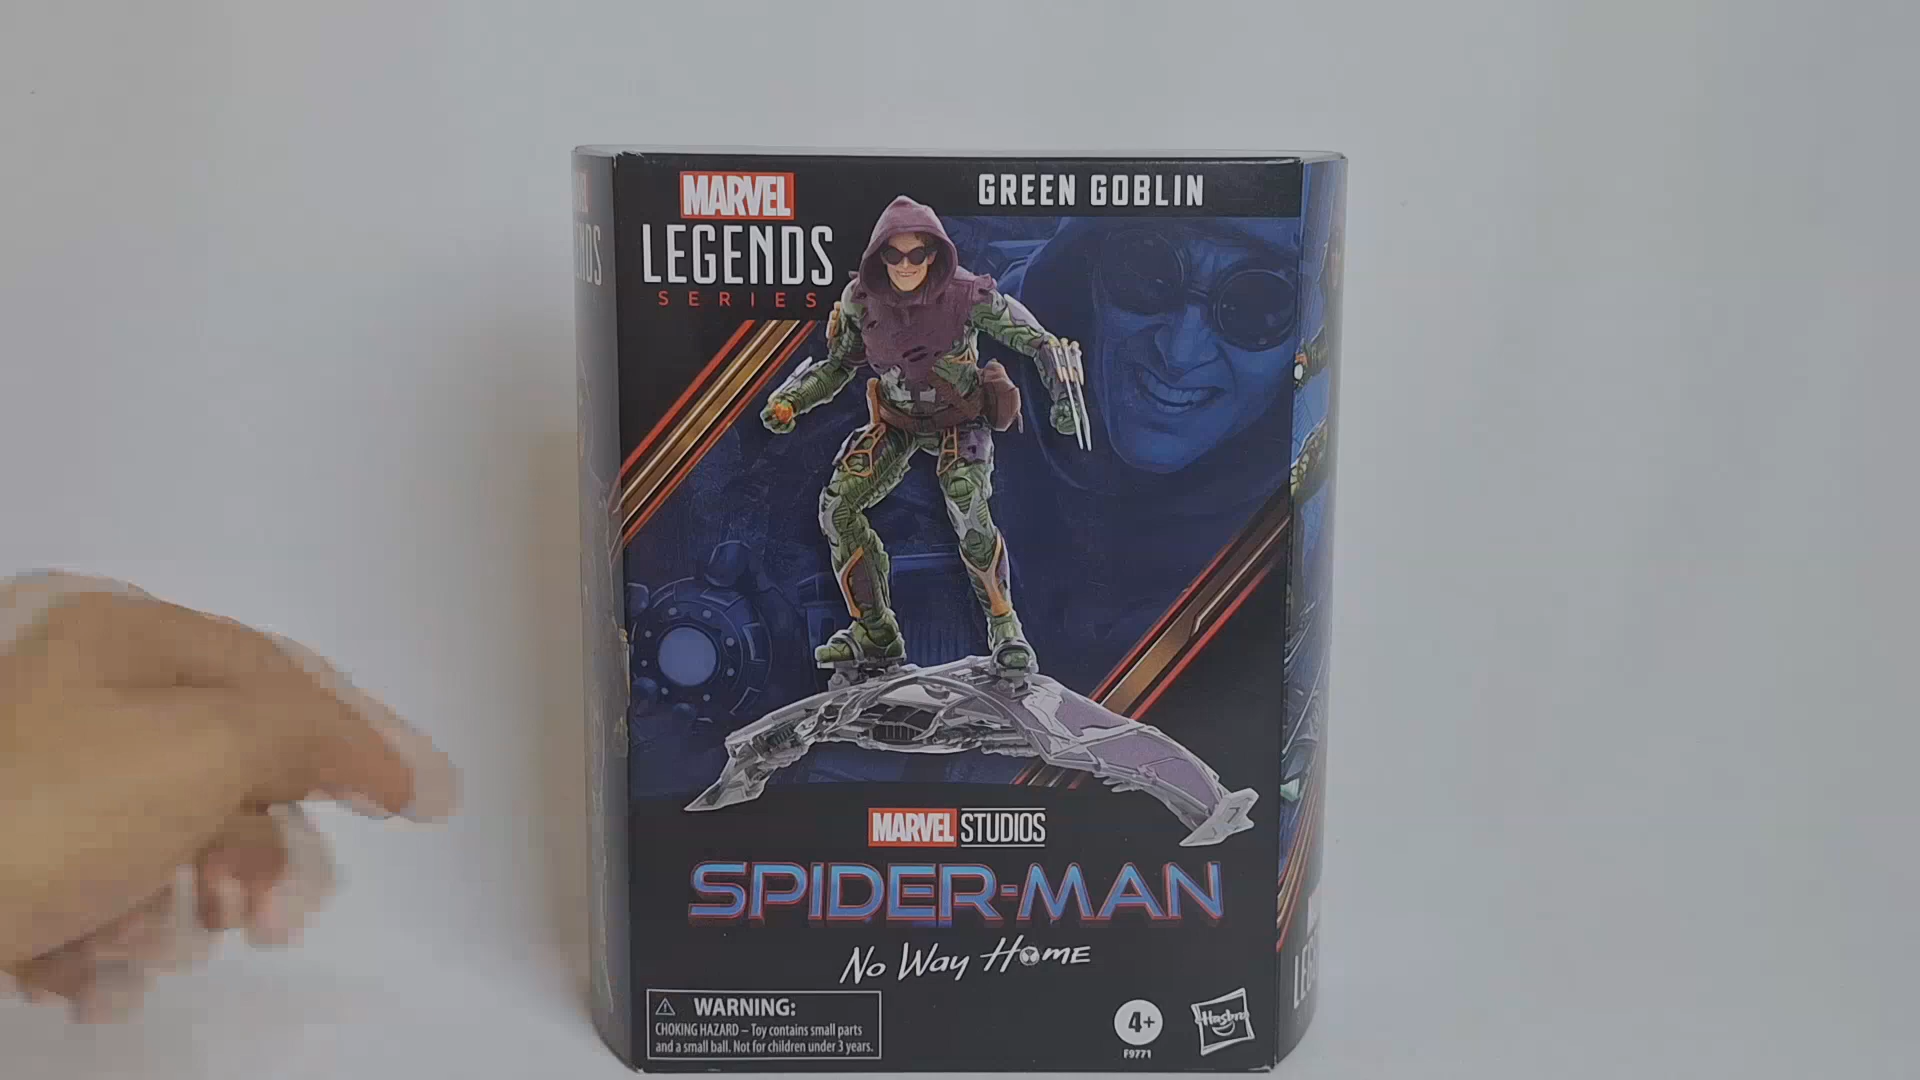 MARVEL
LEGENDS
SERIES
GREEN GOBLIN
MARVEL STUDIOS
SPIDER-MAN
No Way Home
WARNING:
CHOKING HAZARD – Toy contains small parts
and a small ball. Not for children under 3 years.
4+
F9771
Hasbro